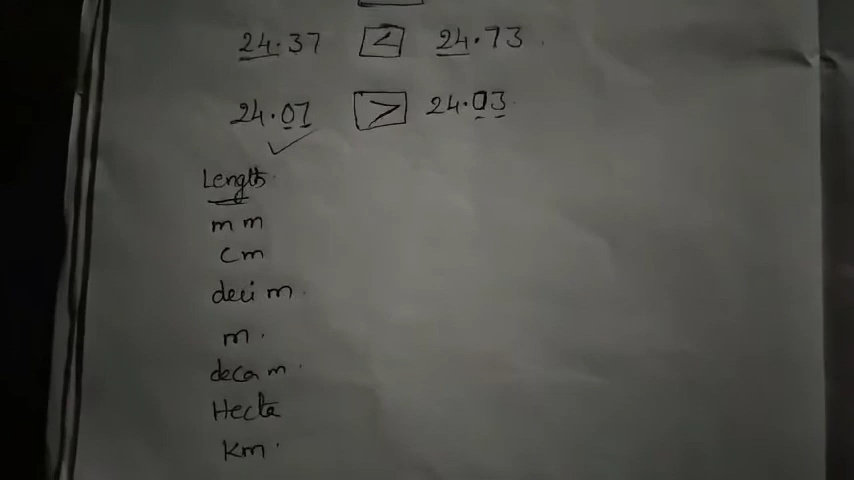 24.37 < 24.73
24.07 > 24.03
Length
mm
cm
deci m
m.
deca m.
Hecta
Km.